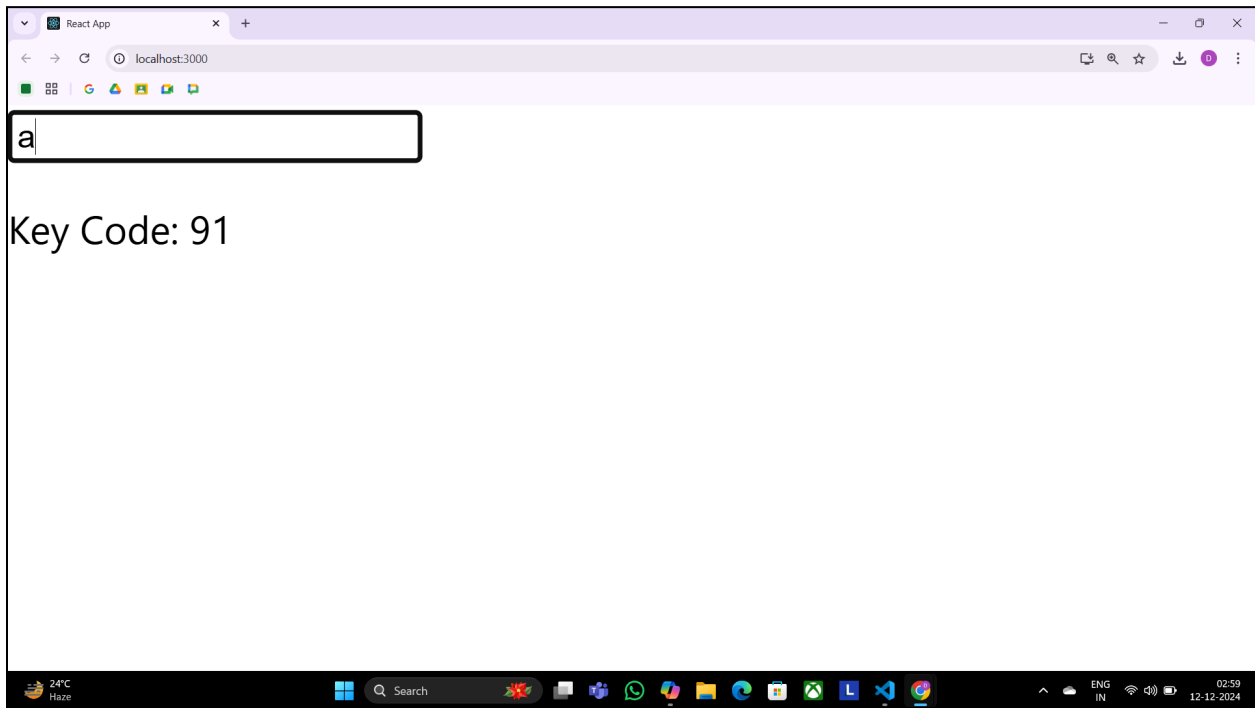 React App
localhost:3000
D
a
Key Code: 91
24°C
Haze
Search
L
ENG
IN
02:59
12-12-2024